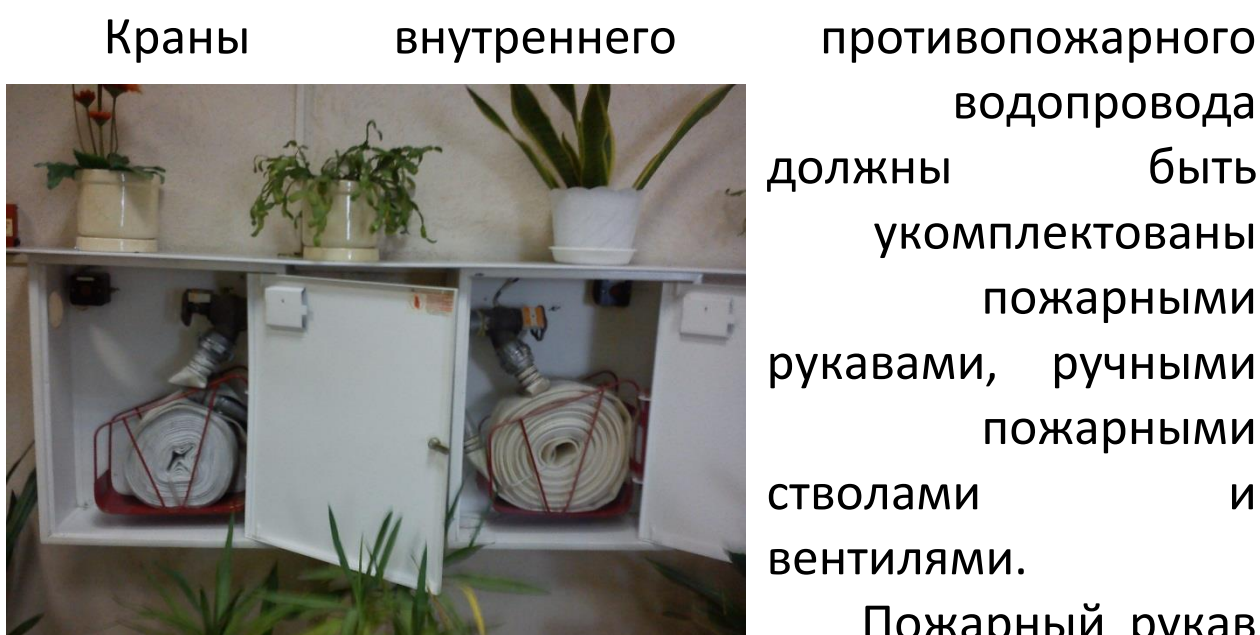 Краны внутреннего противопожарного
водопровода
должны быть
укомплектованы
пожарными
рукавами, ручными
пожарными
стволами и
вентилями.
Пожарный рукав